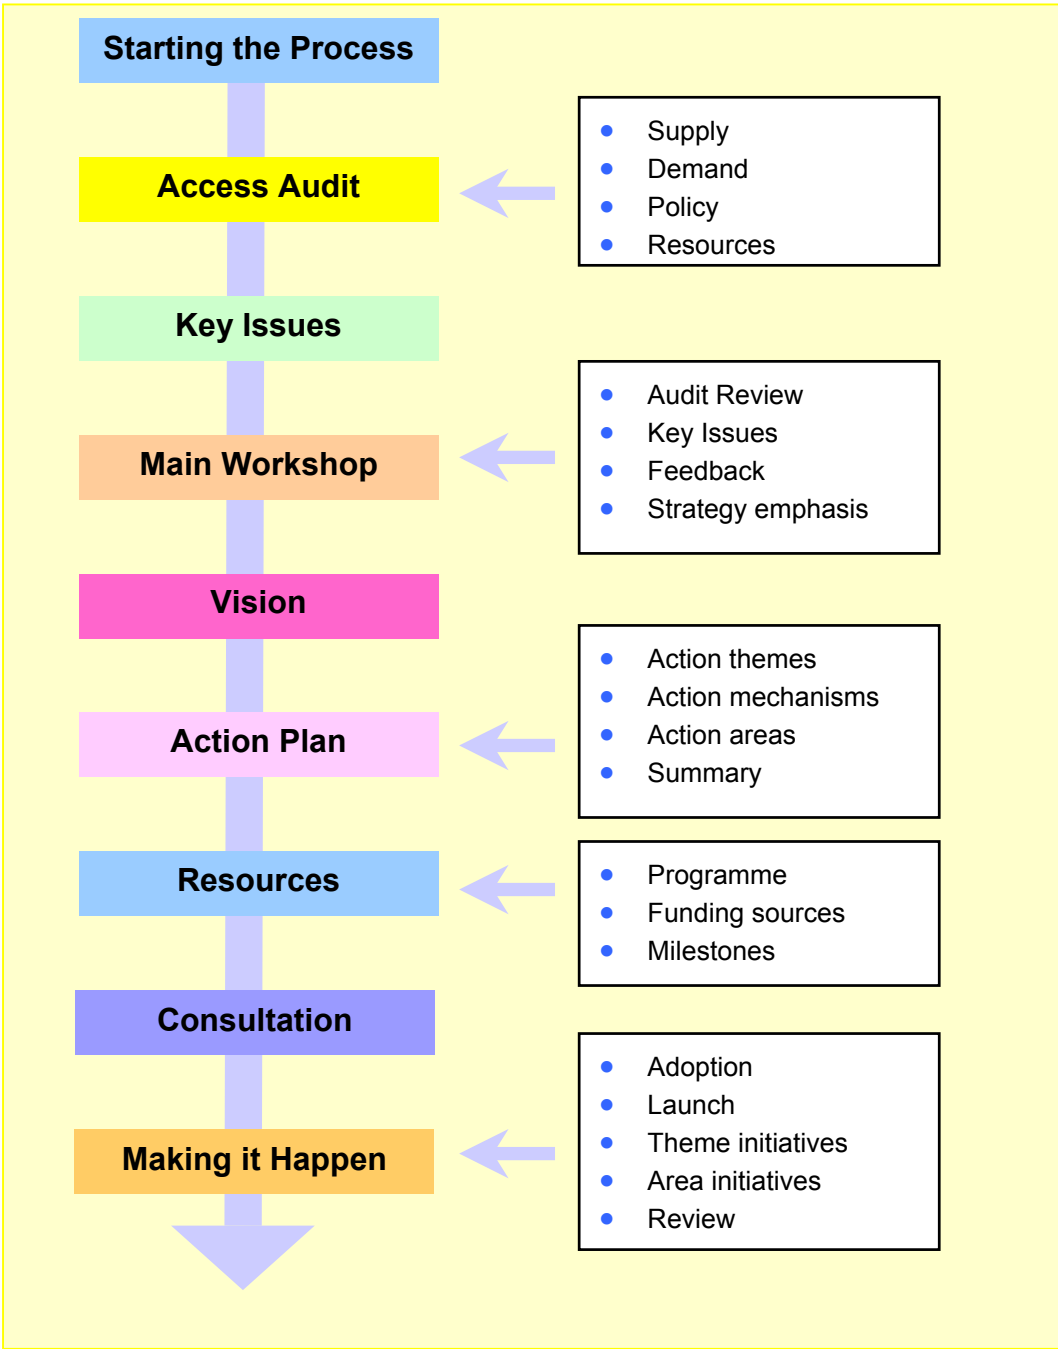 Starting the Process
Access Audit
Supply
Demand
Policy
Resources
Key Issues
Main Workshop
Audit Review
Key Issues
Feedback
Strategy emphasis
Vision
Action Plan
Action themes
Action mechanisms
Action areas
Summary
Resources
Programme
Funding sources
Milestones
Consultation
Making it Happen
Adoption
Launch
Theme initiatives
Area initiatives
Review